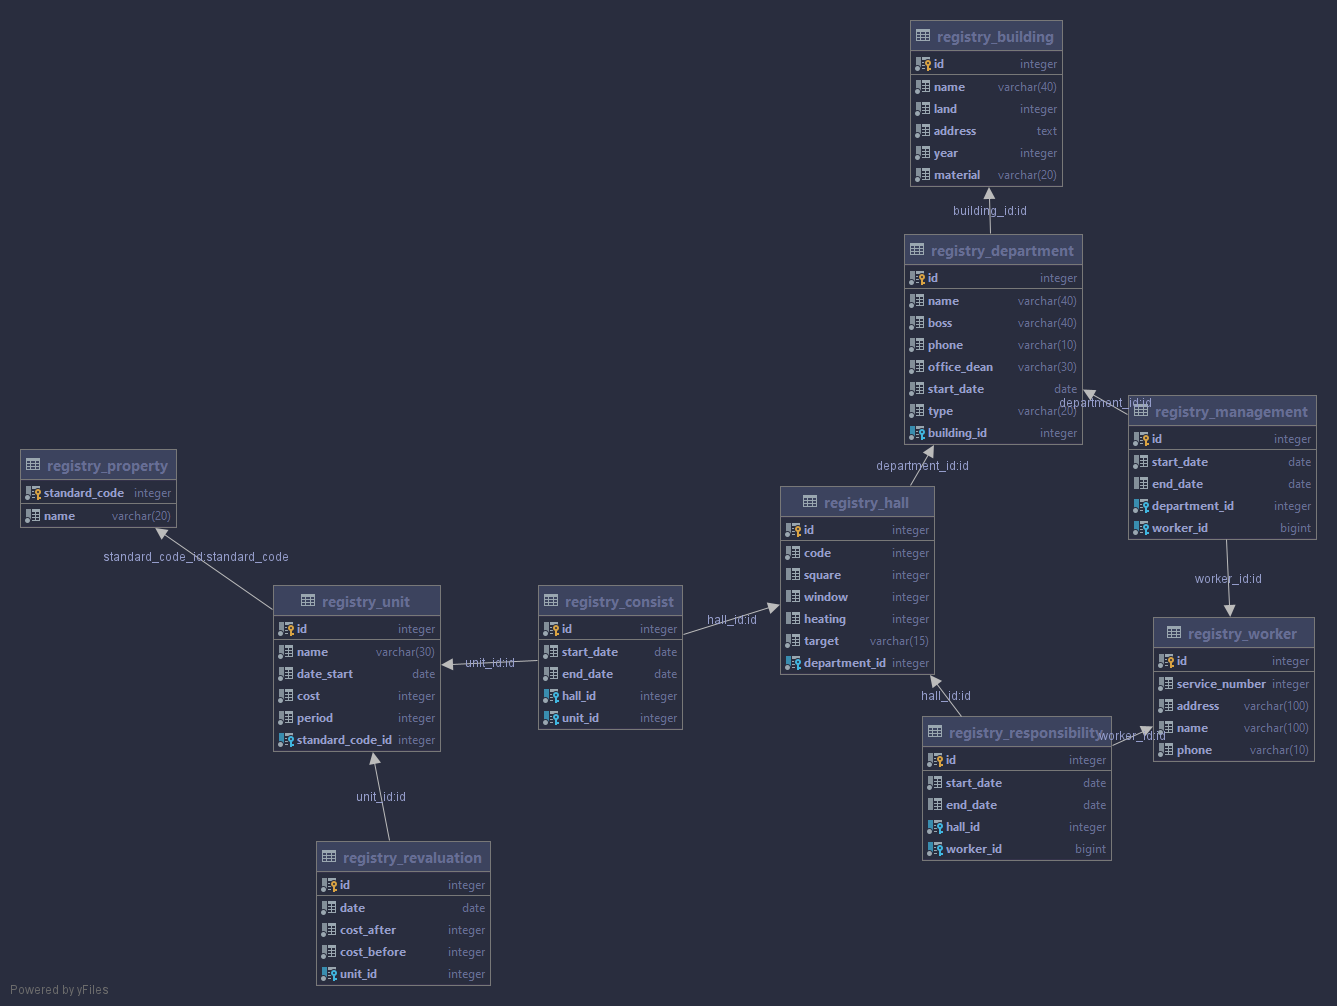 registry_building
id integer
name varchar(40)
land integer
address text
year integer
material varchar(20)
building_id:id
registry_department
id integer
name varchar(40)
boss varchar(40)
phone varchar(10)
office_dean varchar(30)
start_date date
type varchar(20)
building_id integer
department_id:id
registry_management
id integer
start_date date
end_date date
department_id integer
worker_id bigint
department_id:id
registry_property
standard_code integer
name varchar(20)
standard_code_id:standard_code
registry_hall
id integer
code integer
square integer
window integer
heating integer
target varchar(15)
department_id integer
worker_id:id
registry_unit
id integer
name varchar(30)
date_start date
cost integer
period integer
standard_code_id integer
unit_id:id
registry_consist
id integer
start_date date
end_date date
hall_id integer
unit_id integer
hall_id:id
registry_worker
id integer
service_number integer
address varchar(100)
name varchar(100)
phone varchar(10)
hall_id:id
registry_responsibility
worker_id:id
id integer
start_date date
end_date date
hall_id integer
worker_id bigint
unit_id:id
registry_revaluation
id integer
date date
cost_after integer
cost_before integer
unit_id integer
Powered by yFiles